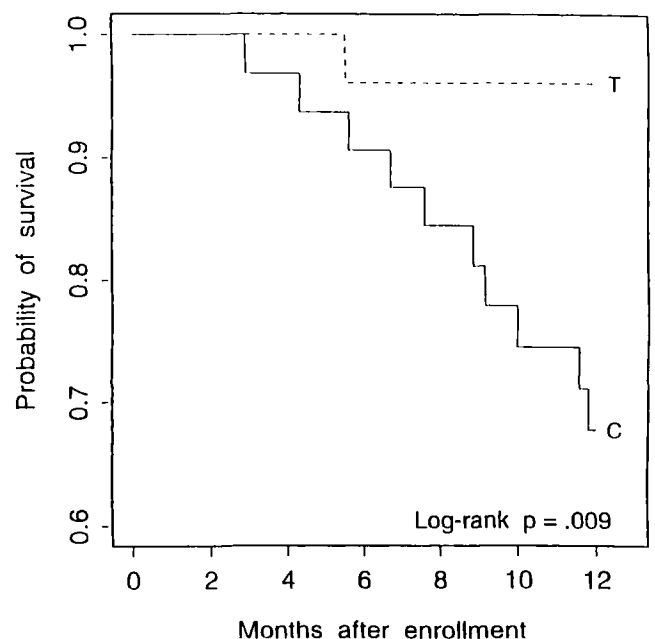 Probability of survival
1.0
0.9
0.8
0.7
0.6
T
C
Log-rank p = .009
0 2 4 6 8 10 12
Months after enrollment